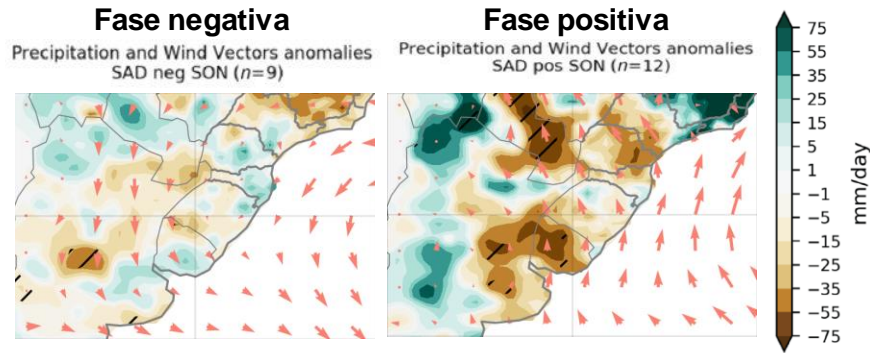 Fase negativa
Precipitation and Wind Vectors anomalies
SAD neg SON (n=9)
Fase positiva
Precipitation and Wind Vectors anomalies
SAD pos SON (n=12)
75
55
35
25
15
5
1
−1
−5
−15
−25
−35
−55
−75
mm/day